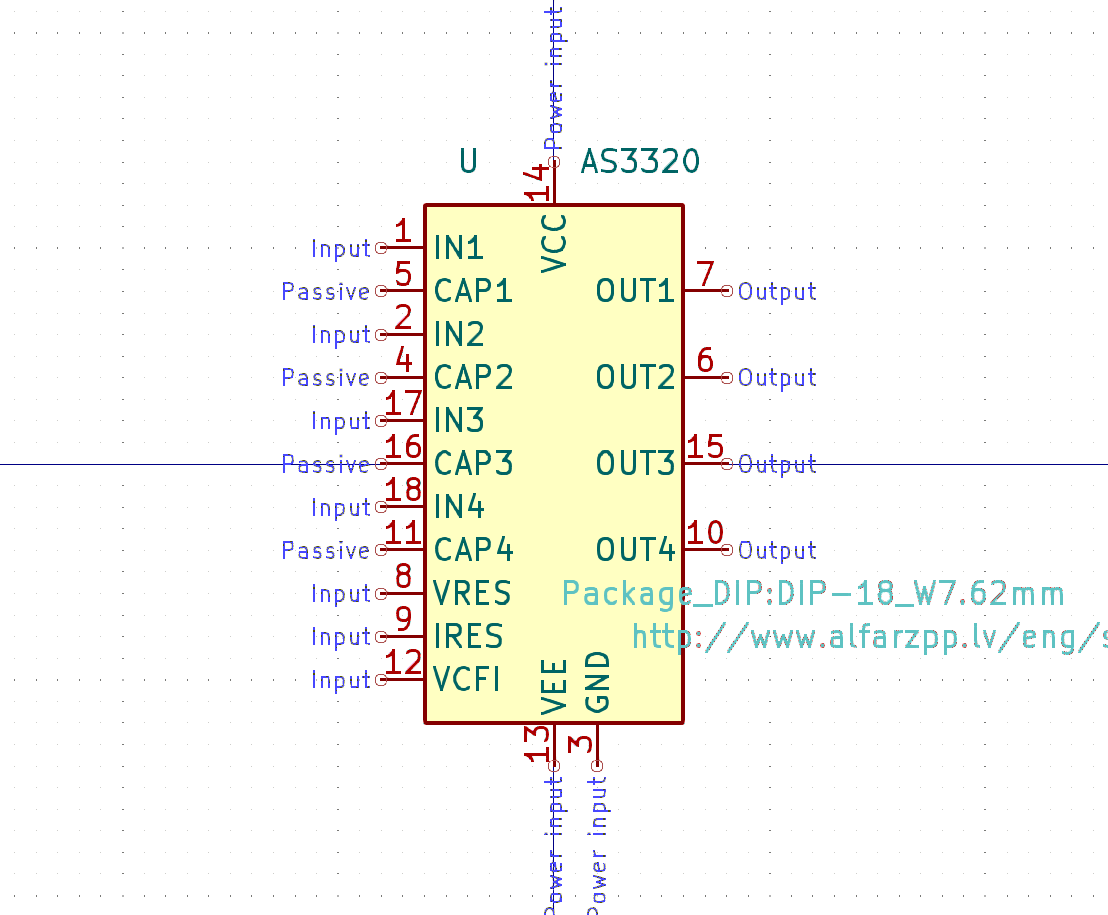 Power input
U
AS3320
14
VCC
Input 1 IN1
Passive 5 CAP1
OUT1 7 Output
Input 2 IN2
Passive 4 CAP2
OUT2 6 Output
Input 17 IN3
Passive 16 CAP3
OUT3 15 Output
Input 18 IN4
Passive 11 CAP4
OUT4 10 Output
Input 8 VRES
Package_DIP:DIP-18_W7.62mm
Input 9 IRES
http://www.alfarzpp.lv/eng/s
Input 12 VCFI
VEE
GND
13
3
Power input
Power input